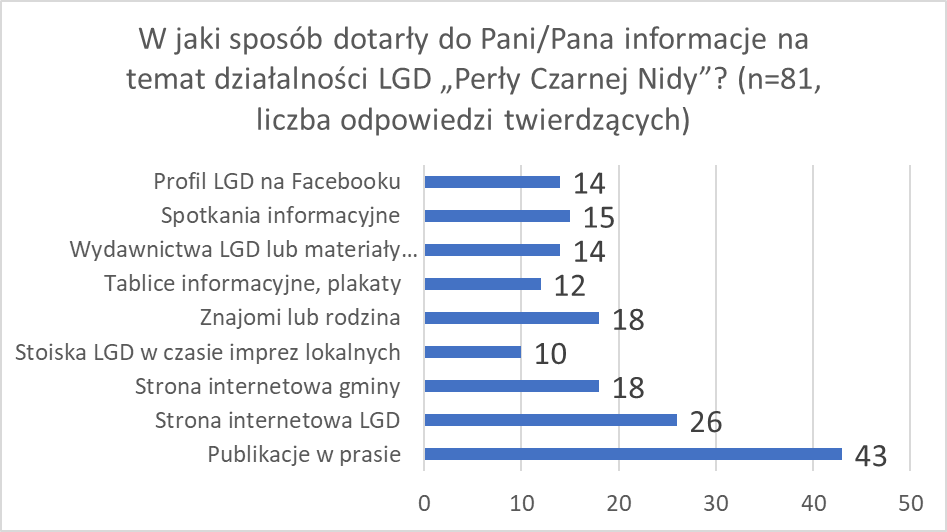 W jaki sposób dotarły do Pani/Pana informacje na
temat działalności LGD „Perły Czarnej Nidy”? (n=81,
liczba odpowiedzi twierdzących)
Profil LGD na Facebooku 14
Spotkania informacyjne 15
Wydawnictwa LGD lub materiały… 14
Tablice informacyjne, plakaty 12
Znajomi lub rodzina 18
Stoiska LGD w czasie imprez lokalnych 10
Strona internetowa gminy 18
Strona internetowa LGD 26
Publikacje w prasie 43
0 10 20 30 40 50